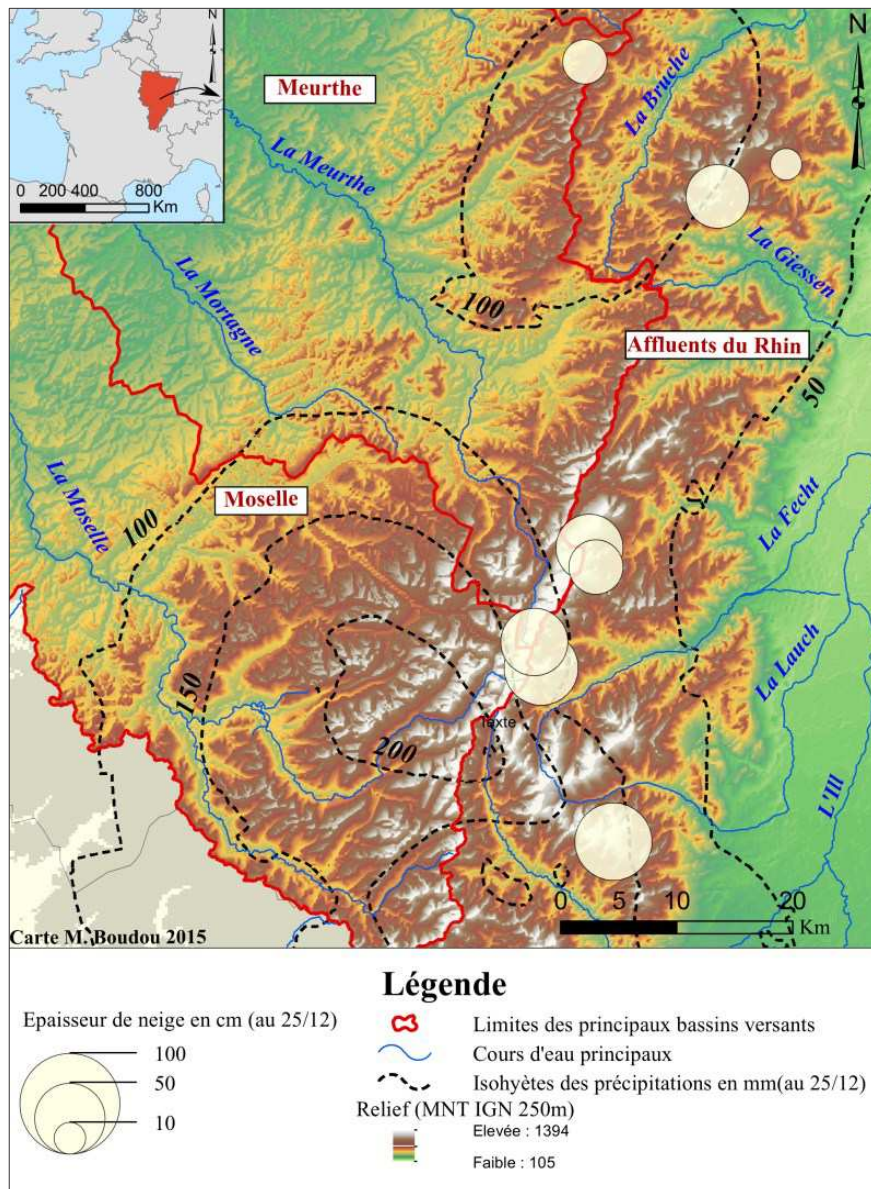 N
0 200 400 800
Km
Meurthe
La Bruche
La Meurthe
La Giessen
100
La Mortagne
Affluents du Rhin
50
La Moselle
100
Moselle
La Fecht
150
La Lauch
Texte
200
L'Ill
0 5 10 20
Km
Carte M. Boudou 2015
Légende
Epaisseur de neige en cm (au 25/12)
100
50
10
Limites des principaux bassins versants
Cours d'eau principaux
Isohyètes des précipitations en mm(au 25/12)
Relief (MNT IGN 250m)
Elevée : 1394
Faible : 105